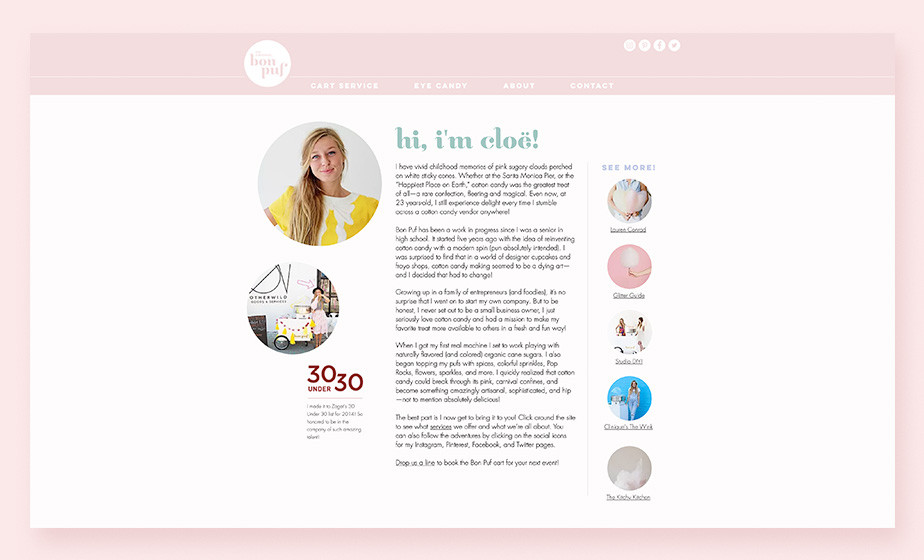 bon
puf
CART SERVICE
EYE CANDY
ABOUT
CONTACT
hi, i'm cloë!
I have vivid childhood memories of pink sugary clouds perched
on white sticky cones. Whether at the Santa Monica Pier, or the
"Happiest Place on Earth," cotton candy was the greatest treat
of all—a rare confection, fleeting and magical. Even now, at
23 years-old, I still experience delight every time I stumble
across a cotton candy vendor anywhere!
Bon Puf has been a work in progress since I was a senior in
high school. It started five years ago with the idea of reinventing
cotton candy with a modern spin (pun absolutely intended). I
was surprised to find that in a world of designer cupcakes and
froyo shops, cotton candy making seemed to be a dying art—
and I decided that had to change!
Growing up in a family of entrepreneurs (and foodies), it's no
surprise that I went on to start my own company. But to be
honest, I never set out to be a small business owner, I just
seriously love cotton candy and had a mission to make my
favorite treat more available to others in a fresh and fun way!
When I got my first real machine I set to work playing with
naturally flavored (and colored) organic cane sugars. I also
began topping my pufs with spices, colorful sprinkles, Pop
Rocks, flowers, sparkles, and more. I quickly realized that cotton
candy could break through its pink, carnival confines, and
become something amazingly artisanal, sophisticated, and hip
—not to mention absolutely delicious!
The best part is I now get to bring it to you! Click around the site
to see what services we offer and what we're all about. You
can also follow the adventures by clicking on the social icons
for my Instagram, Pinterest, Facebook, and Twitter pages.
Drop us a line to book the Bon Puf cart for your next event!
OTHERWILD
GOODS & SERVICES
30
UNDER 30
I made it to Zagat's 30
Under 30 list for 2014! So
honored to be in the
company of such amazing
talent!
SEE MORE!
Lauren Conrad
Glitter Guide
Studio DIY!
Clinique's The Wink
The Kitchy Kitchen